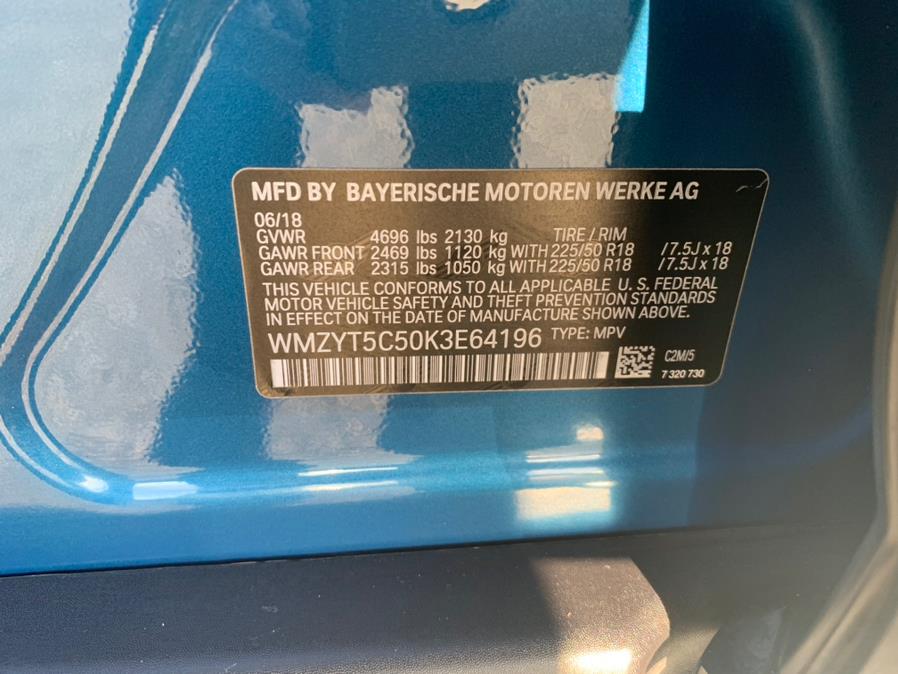 MFD BY BAYERISCHE MOTOREN WERKE AG
06/18
GVWR 4696 lbs 2130 kg TIRE / RIM
GAWR FRONT 2469 lbs 1120 kg WITH 225/50 R18 / 7.5J x 18
GAWR REAR 2315 lbs 1050 kg WITH 225/50 R18 / 7.5J x 18
THIS VEHICLE CONFORMS TO ALL APPLICABLE U. S. FEDERAL
MOTOR VEHICLE SAFETY AND THEFT PREVENTION STANDARDS
IN EFFECT ON THE DATE OF MANUFACTURE SHOWN ABOVE.
WMZYT5C50K3E64196 TYPE: MPV
C2M/5
7 320 730